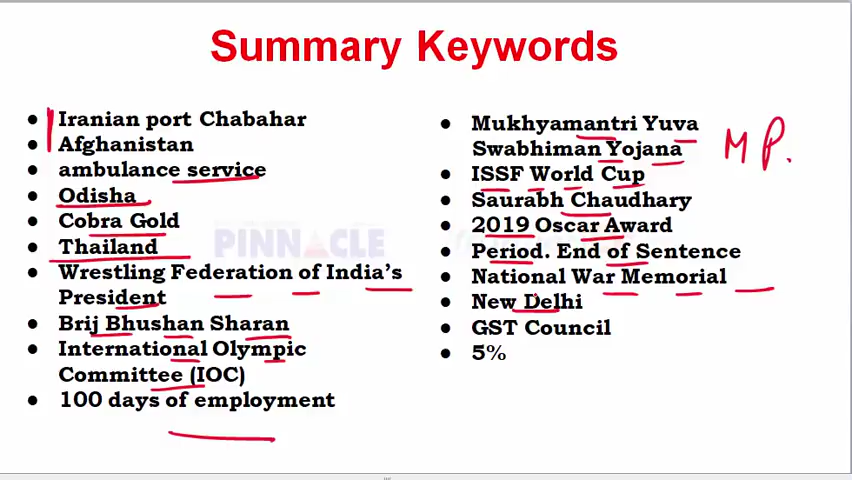 Summary Keywords
Iranian port Chabahar
Afghanistan
ambulance service
Odisha
Cobra Gold
Thailand
Wrestling Federation of India's
President
Brij Bhushan Sharan
International Olympic
Committee (IOC)
100 days of employment
Mukhyamantri Yuva
Swabhiman Yojana
M P.
ISSF World Cup
Saurabh Chaudhary
2019 Oscar Award
Period. End of Sentence
National War Memorial
New Delhi
GST Council
5%
PINNACLE